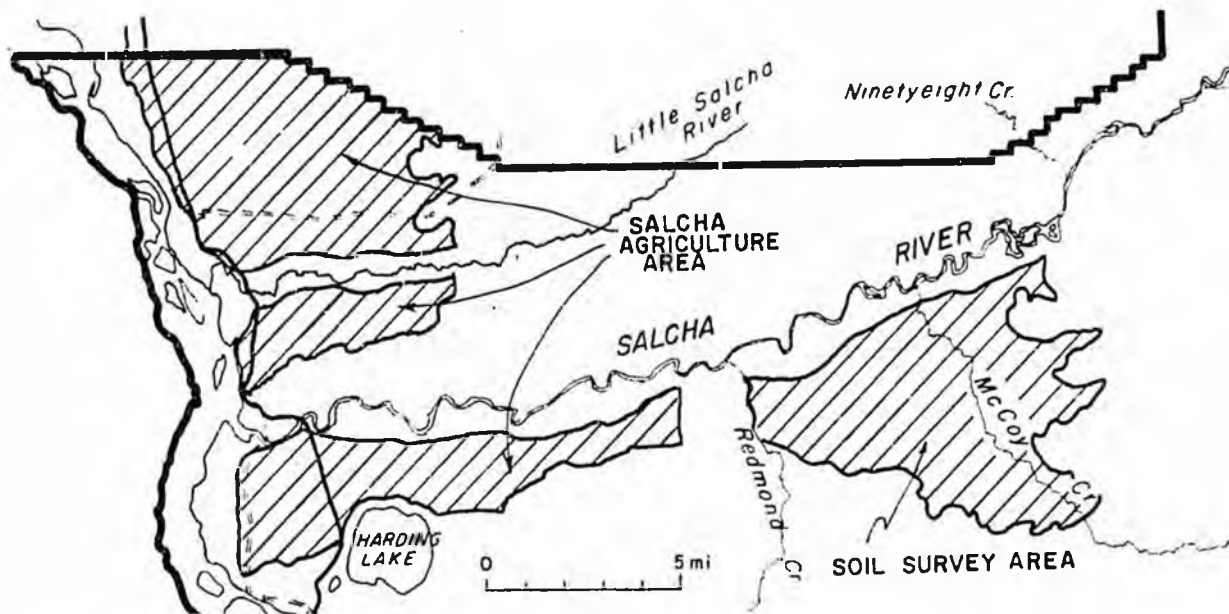 Little Salcha
River
Ninetyeight Cr.
SALCHA
AGRICULTURE
AREA
RIVER
SALCHA
McCoy
Cr.
Redmond
Cr.
HARDING
LAKE
0 5 mi
SOIL SURVEY AREA